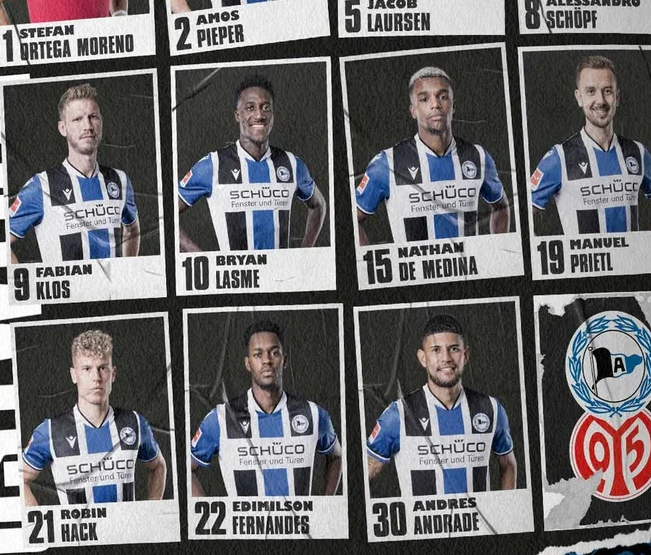 1 STEFAN
ORTEGA MORENO
2 AMOS
PIEPER
5 JACOB
LAURSEN
8 ALESSANDRO
SCHÖPF
SCHÜCO
Fenster und Türen
SCHÜCO
Fenster und Türen
SCHÜCO
Fenster und Türen
SCHÜCO
Fenster und Türen
9 FABIAN
KLOS
10 BRYAN
LASME
15 NATHAN
DE MEDINA
19 MANUEL
PRIETL
A
05
SCHÜCO
Fenster und Türen
SCHÜCO
Fenster und Türen
SCHÜCO
Fenster und Türen
21 ROBIN
HACK
22 EDIMILSON
FERNANDES
30 ANDRES
ANDRADE